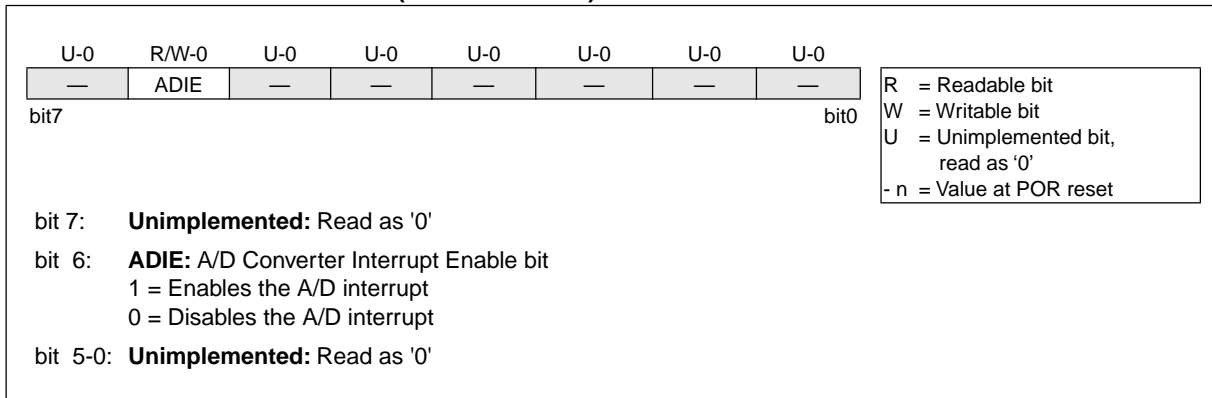 U-0 R/W-0 U-0 U-0 U-0 U-0 U-0 U-0
— ADIE — — — — — —
bit7 bit0
R = Readable bit
W = Writable bit
U = Unimplemented bit,
read as ‘0’
- n = Value at POR reset
bit 7: Unimplemented: Read as '0'
bit 6: ADIE: A/D Converter Interrupt Enable bit
1 = Enables the A/D interrupt
0 = Disables the A/D interrupt
bit 5-0: Unimplemented: Read as '0'